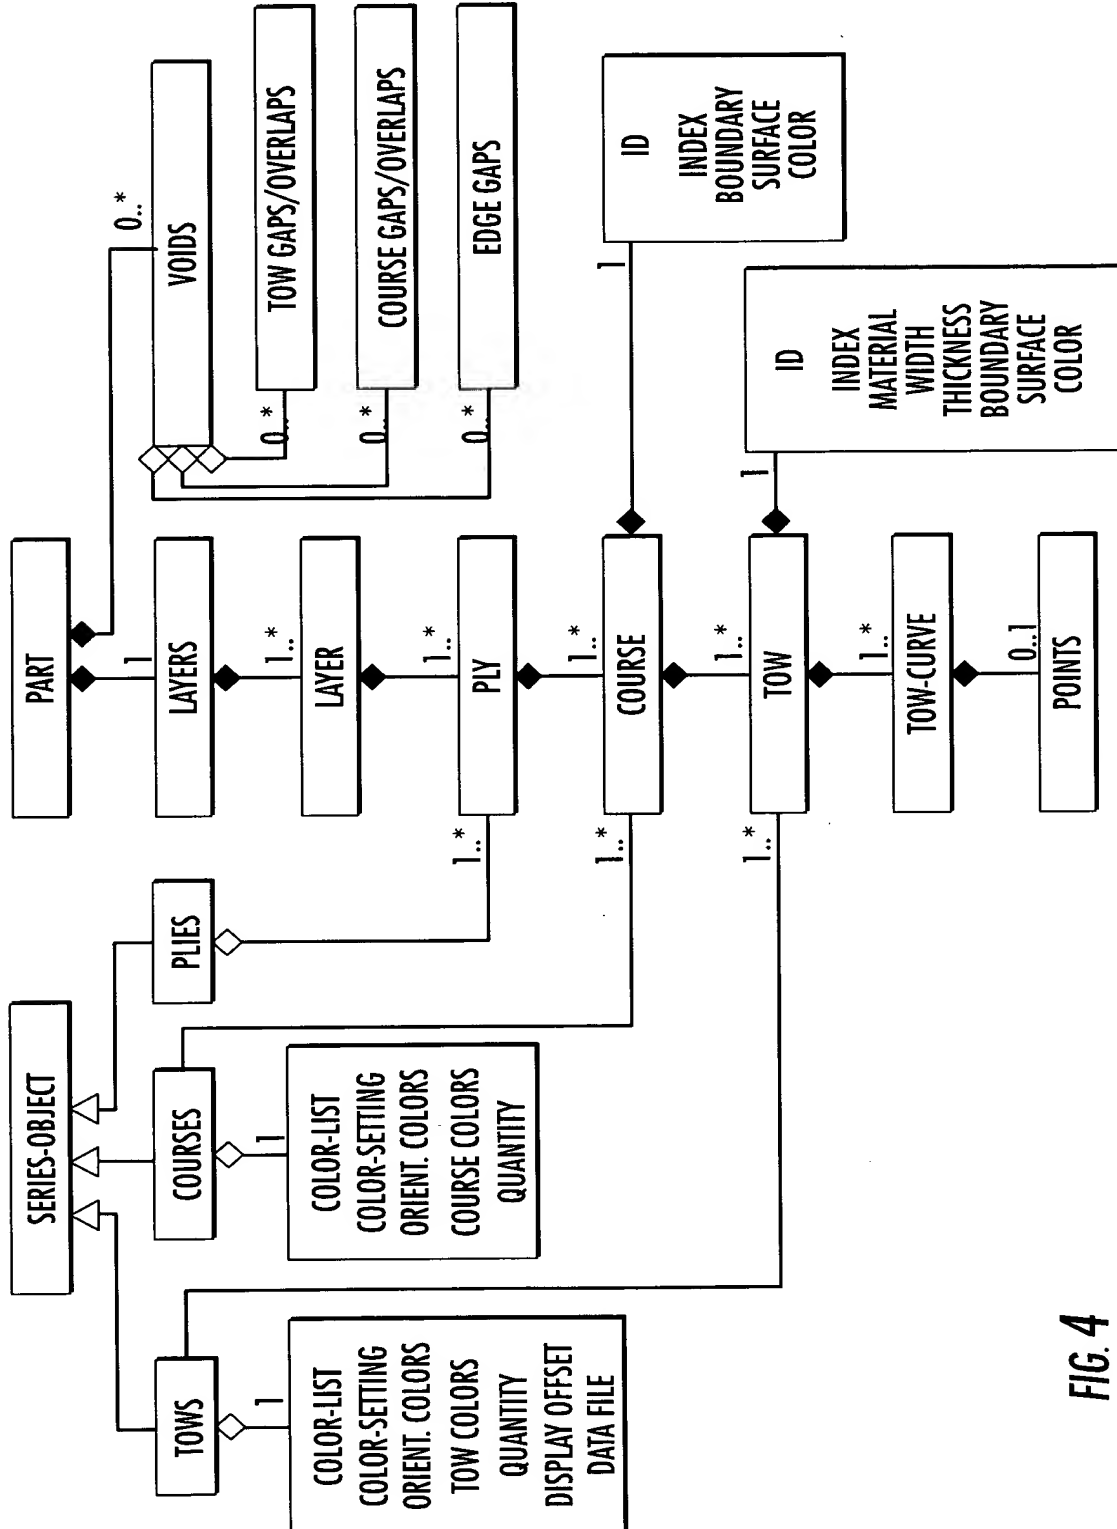 SERIES-OBJECT
PART
TOWS
COURSES
PLIES
1
LAYERS
0..*
VOIDS
1
COLOR-LIST
COLOR-SETTING
ORIENT. COLORS
TOW COLORS
QUANTITY
DISPLAY OFFSET
DATA FILE
1
COLOR-LIST
COLOR-SETTING
ORIENT. COLORS
COURSE COLORS
QUANTITY
1..*
LAYER
0..*
TOW GAPS/OVERLAPS
0..*
COURSE GAPS/OVERLAPS
0..*
EDGE GAPS
1..*
1..*
PLY
1..*
1..*
COURSE
1
ID
INDEX
BOUNDARY
SURFACE
COLOR
1..*
1..*
TOW
1
ID
INDEX
MATERIAL
WIDTH
THICKNESS
BOUNDARY
SURFACE
COLOR
1..*
TOW-CURVE
0..1
POINTS
FIG. 4